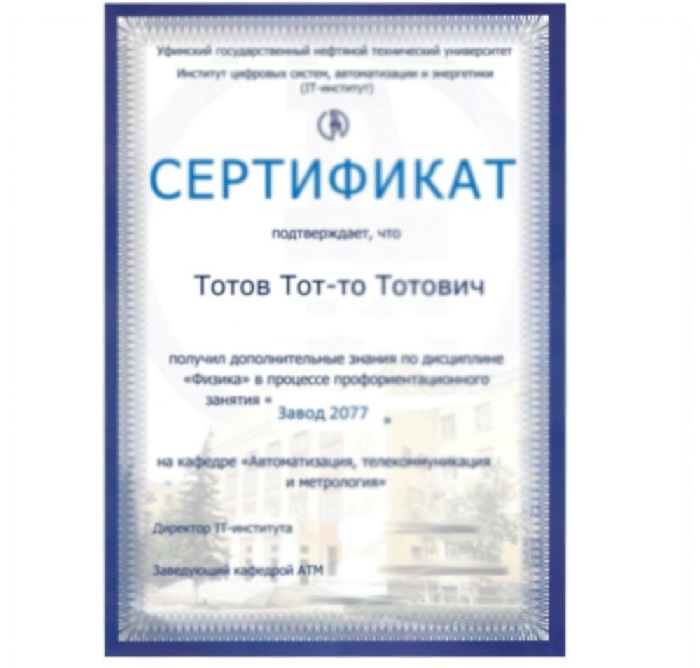 Уфимский государственный нефтяной технический университет
Институт цифровых систем, автоматизации и энергетики
(IT-институт)
СЕРТИФИКАТ
подтверждает, что
Тотов Тот-то Тотович
получил дополнительные знания по дисциплине
«Физика» в процессе профориентационного
занятия «
Завод 2077 »
на кафедре «Автоматизация, телекоммуникация
и метрология»
Директор IT-института
Заведующий кафедрой АТМ